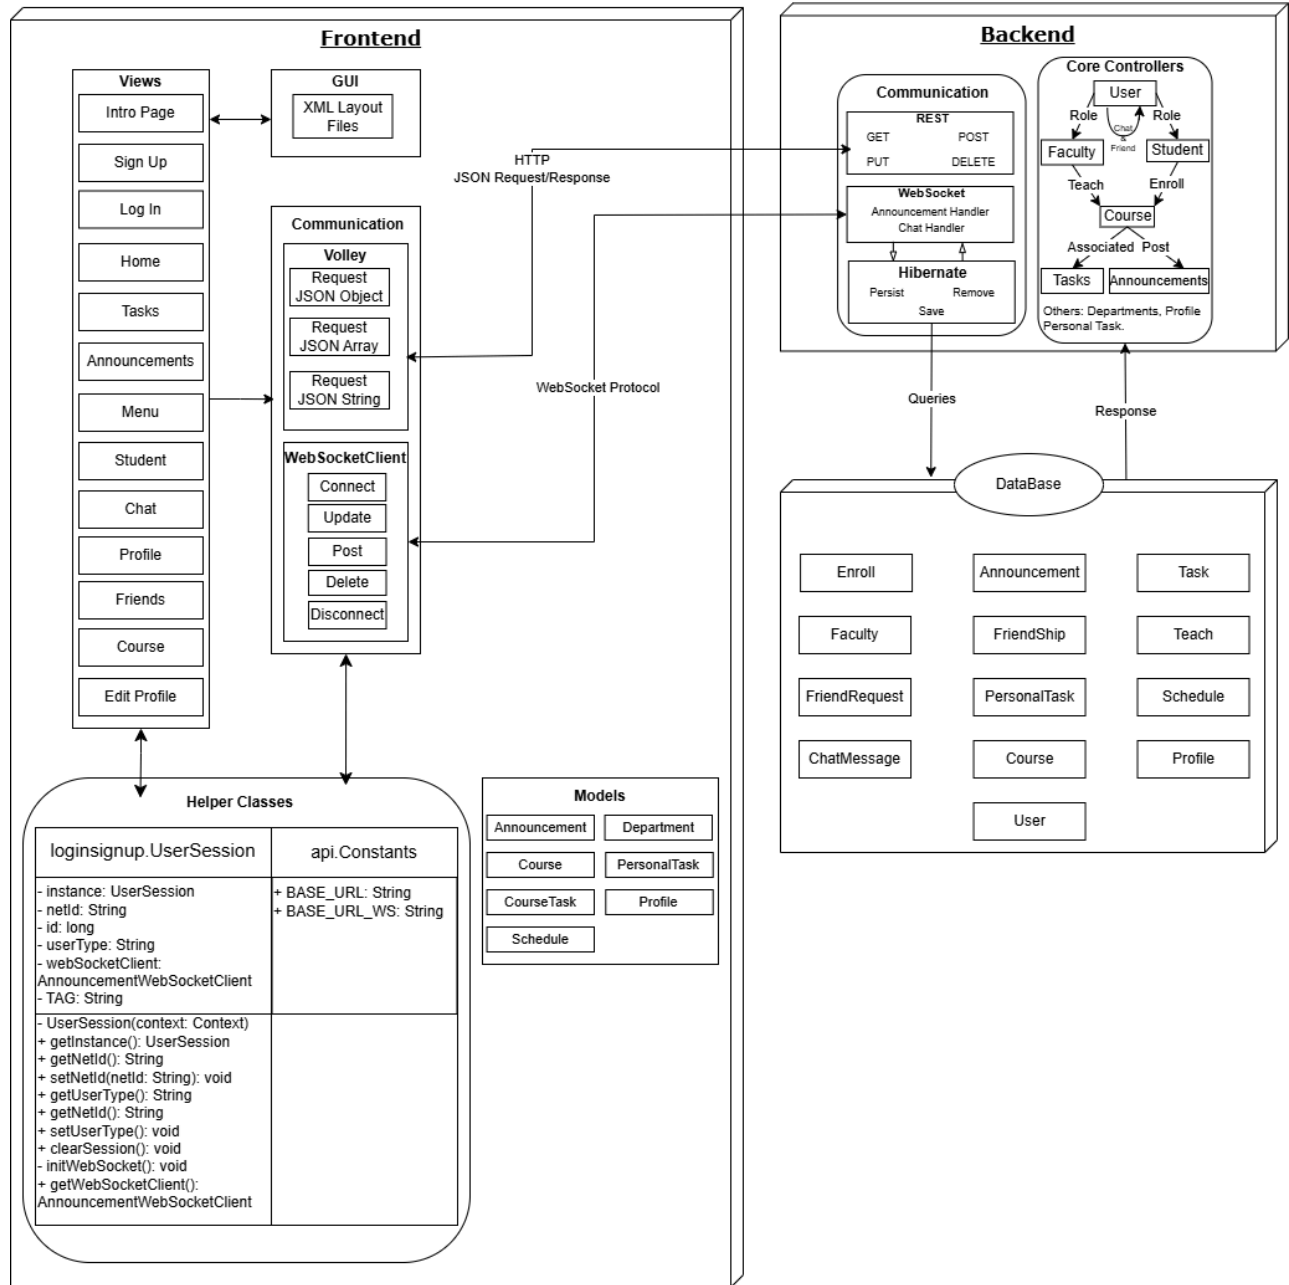 Frontend
Views
Intro Page
Sign Up
Log In
Home
Tasks
Announcements
Menu
Student
Chat
Profile
Friends
Course
Edit Profile
GUI
XML Layout
Files
Communication
Volley
Request
JSON Object
Request
JSON Array
Request
JSON String
WebSocketClient
Connect
Update
Post
Delete
Disconnect
HTTP
JSON Request/Response
WebSocket Protocol
Helper Classes
loginsignup.UserSession
- instance: UserSession
- netId: String
- id: long
- userType: String
- webSocketClient:
AnnouncementWebSocketClient
- TAG: String
- UserSession(context: Context)
+ getInstance(): UserSession
+ getNetId(): String
+ setNetId(netId: String): void
+ getUserType(): String
+ getNetId(): String
+ setUserType(): void
+ clearSession(): void
- initWebSocket(): void
+ getWebSocketClient():
AnnouncementWebSocketClient
api.Constants
+ BASE_URL: String
+ BASE_URL_WS: String
Models
Announcement
Department
Course
PersonalTask
CourseTask
Profile
Schedule
Backend
Communication
REST
GET POST
PUT DELETE
WebSocket
Announcement Handler
Chat Handler
Hibernate
Persist Remove
Save
Core Controllers
User
Role Role
Chat
&
Friend
Faculty
Student
Teach Enroll
Course
Associated Post
Tasks
Announcements
Others: Departments, Profile
Personal Task.
Queries
Response
DataBase
Enroll
Announcement
Task
Faculty
FriendShip
Teach
FriendRequest
PersonalTask
Schedule
ChatMessage
Course
Profile
User